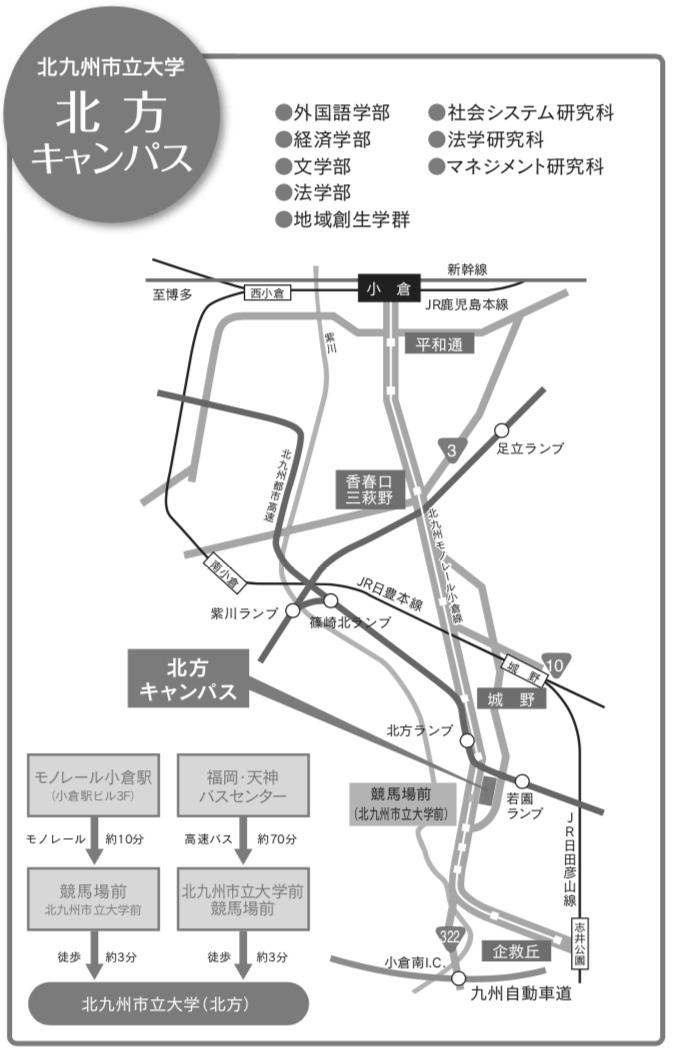 北九州市立大学
北方
キャンパス
●外国語学部
●経済学部
●文学部
●法学部
●地域創生学群
●社会システム研究科
●法学研究科
●マネジメント研究科
新幹線
至博多
西小倉
小倉
JR鹿児島本線
紫川
平和通
3
足立ランプ
北九州都市高速
香春口
三萩野
北九州モノレール小倉線
南小倉
JR日豊本線
紫川ランプ
篠崎北ランプ
城野
10
北方
キャンパス
城野
北方ランプ
競馬場前
(北九州市立大学前)
若園
ランプ
JR日田彦山線
322
企救丘
志井公園
小倉南I.C.
九州自動車道
モノレール小倉駅
(小倉駅ビル3F)
モノレール 約10分
競馬場前
北九州市立大学前
徒歩 約3分
福岡・天神
バスセンター
高速バス 約70分
北九州市立大学前
競馬場前
徒歩 約3分
北九州市立大学(北方)